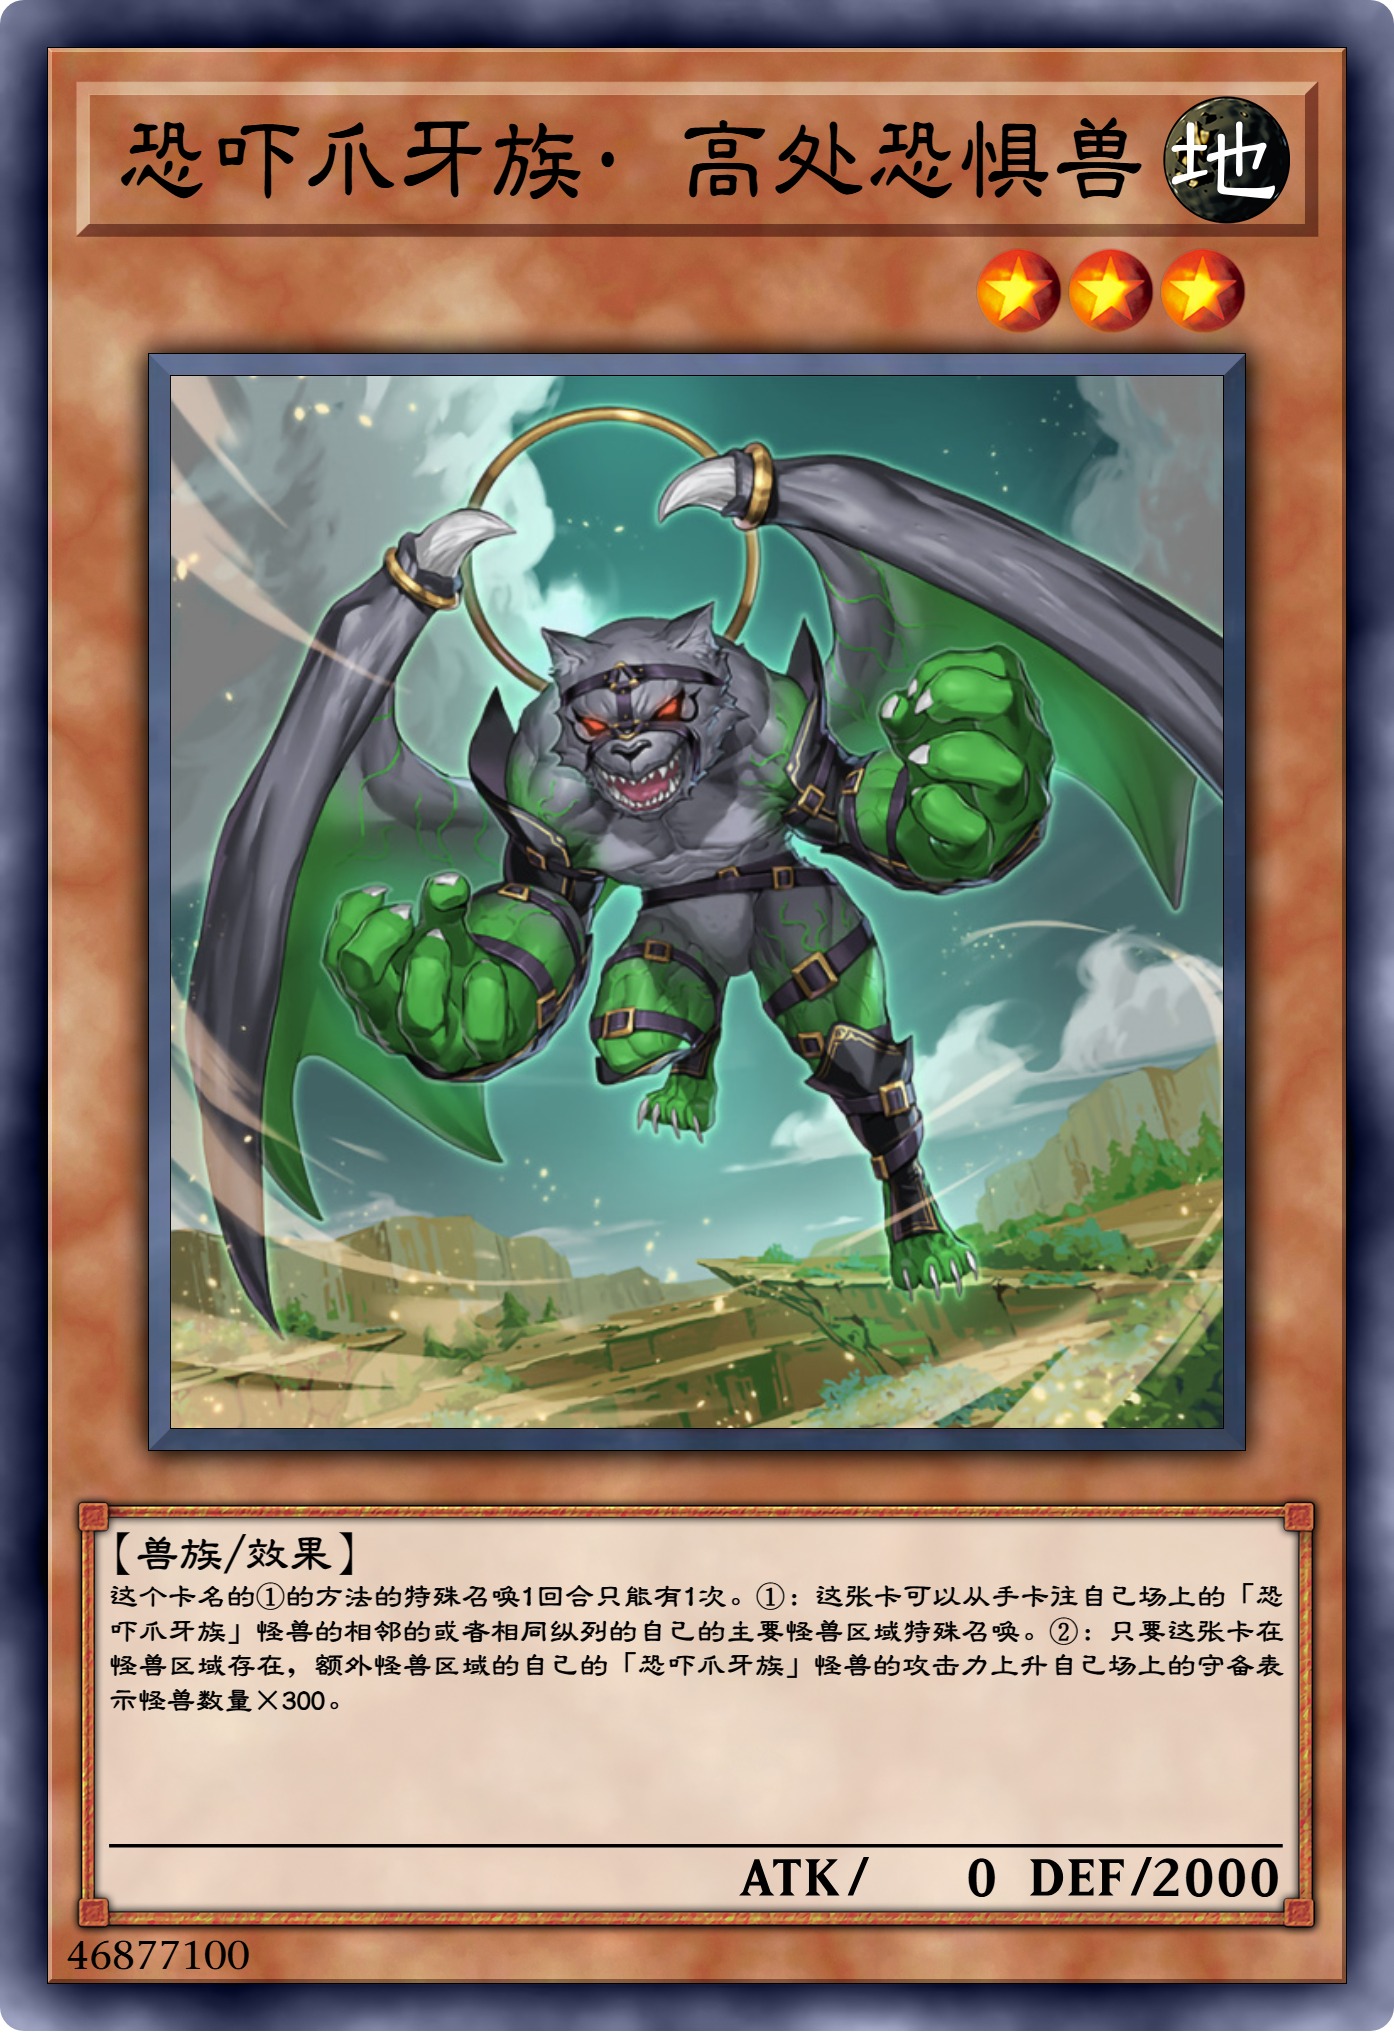 恐吓爪牙族·高处恐惧兽 地
【兽族/效果】
这个卡名的①的方法的特殊召唤1回合只能有1次。①：这张卡可以从手卡往自己场上的「恐
吓爪牙族」怪兽的相邻的或者相同纵列的自己的主要怪兽区域特殊召唤。②：只要这张卡在
怪兽区域存在，额外怪兽区域的自己的「恐吓爪牙族」怪兽的攻击力上升自己场上的守备表
示怪兽数量×300。
ATK/ 0 DEF/2000
46877100